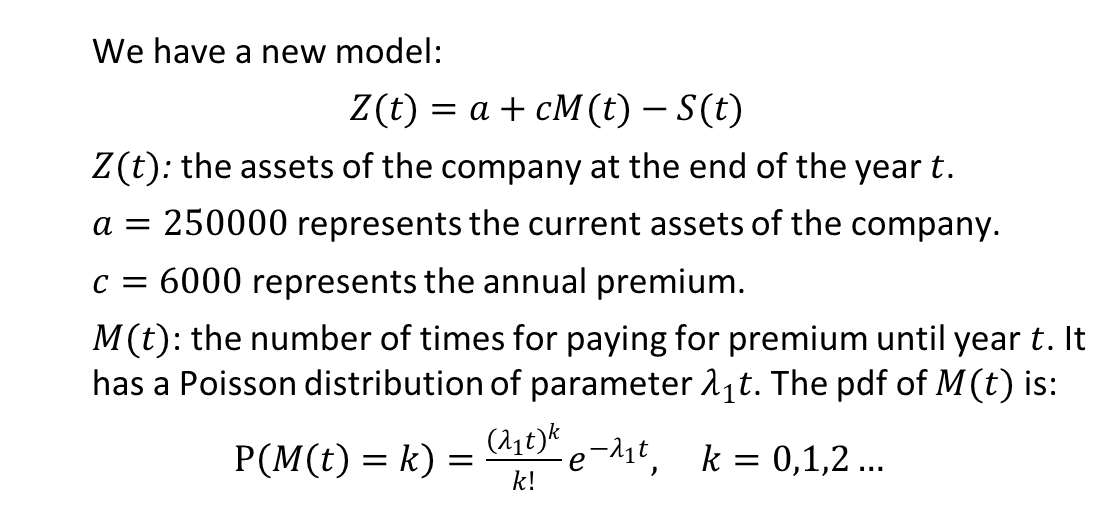 We have a new model:
Z(t) = a + cM(t) − S(t)
Z(t): the assets of the company at the end of the year t.
a = 250000 represents the current assets of the company.
c = 6000 represents the annual premium.
M(t): the number of times for paying for premium until year t. It
has a Poisson distribution of parameter λ₁t. The pdf of M(t) is:
P(M(t) = k) = (λ₁t)ᵏ/k! e^(−λ₁t), k = 0,1,2 ...